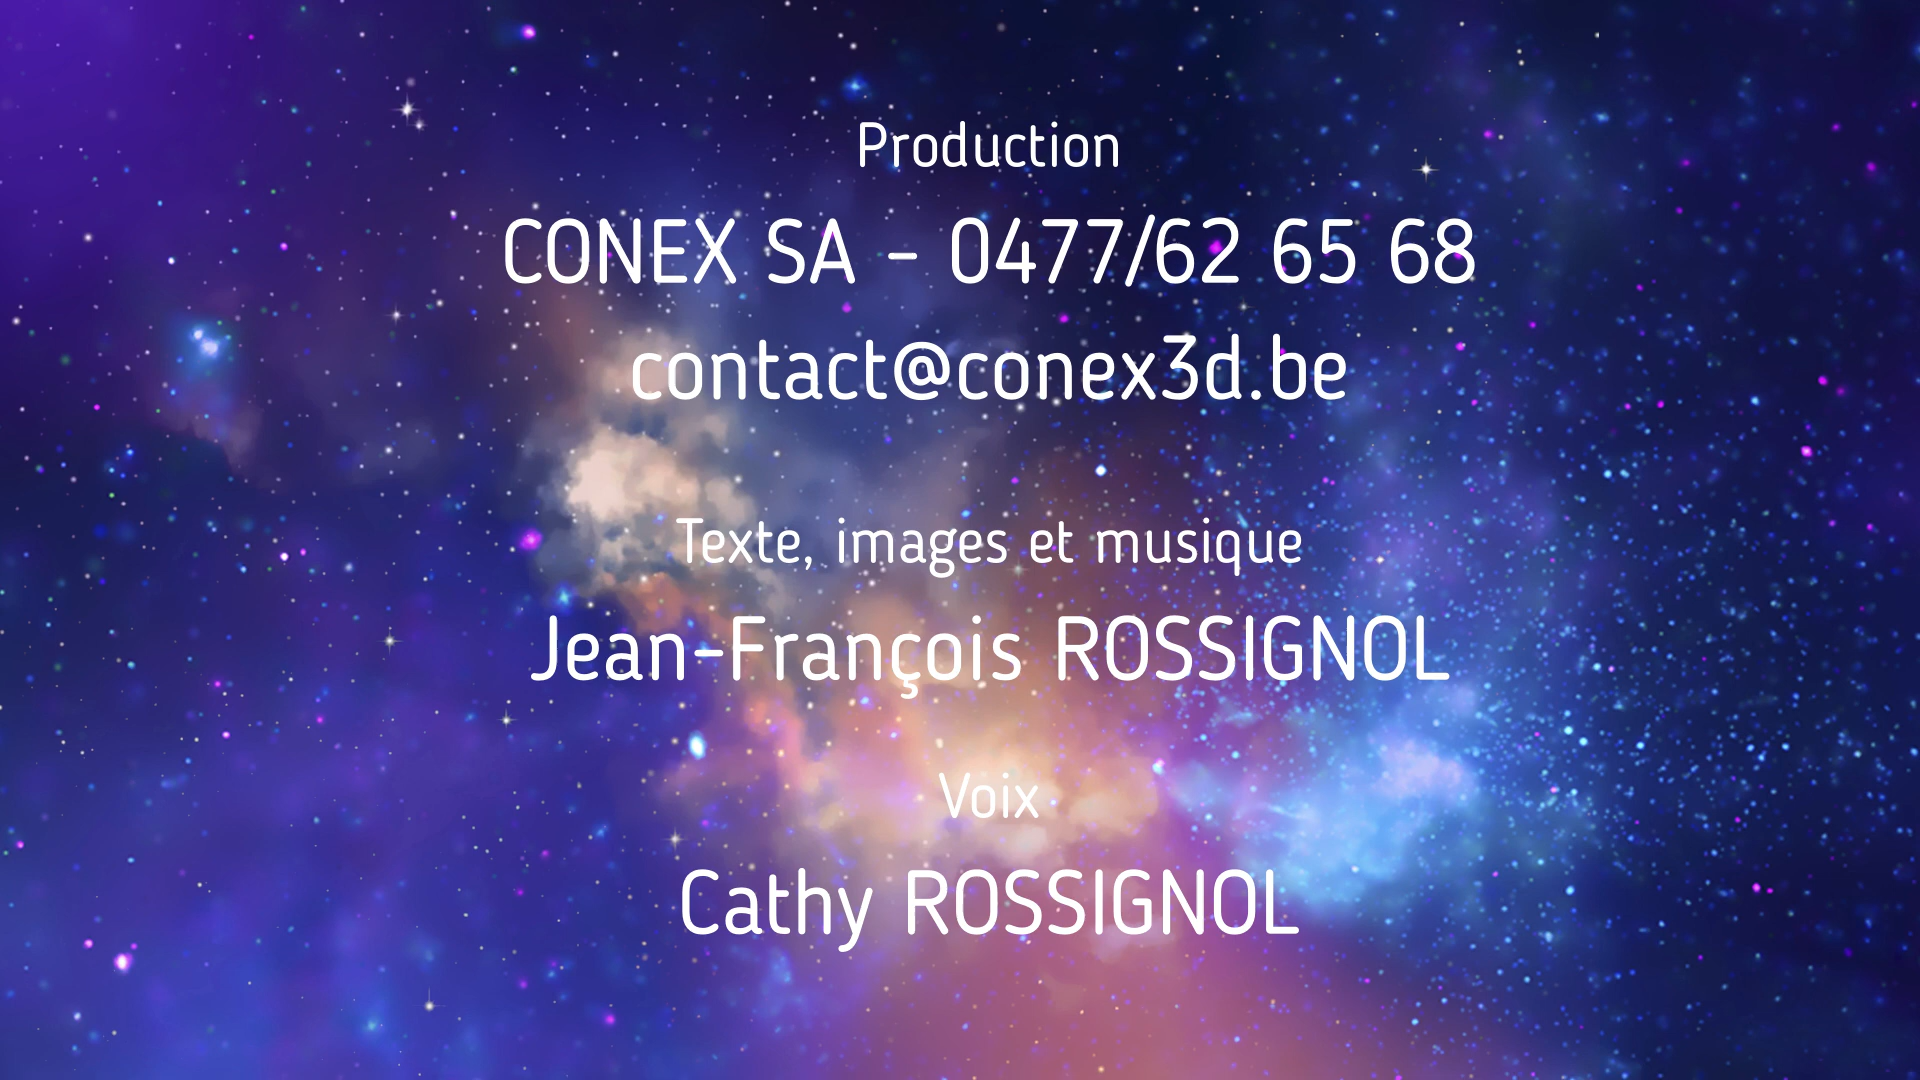 Production
CONEX SA - 0477/62 65 68
contact@conex3d.be
Texte, images et musique
Jean-François ROSSIGNOL
Voix
Cathy ROSSIGNOL